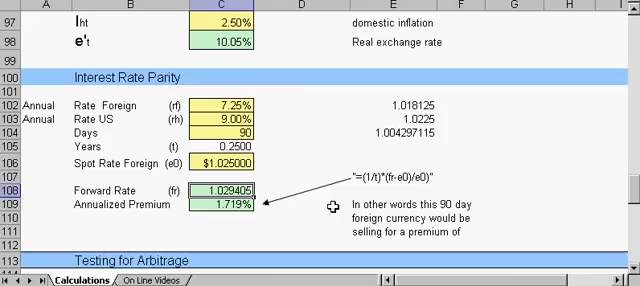 C D E F G H I
97 Iht 2.50% domestic inflation
98 e't 10.05% Real exchange rate
99
100 Interest Rate Parity
101
102 Annual Rate Foreign (rf) 7.25% 1.018125
103 Annual Rate US (rh) 9.00% 1.0225
104 Days 90 1.004297115
105 Years (t) 0.2500
106 Spot Rate Foreign (e0) $1.025000
107 "=(1/t)*(fr-e0)/e0)"
108 Forward Rate (fr) 1.029405
109 Annualized Premium 1.719% In other words this 90 day
110 foreign currency would be
111 selling for a premium of
112
113 Testing for Arbitrage
Calculations On Line Videos